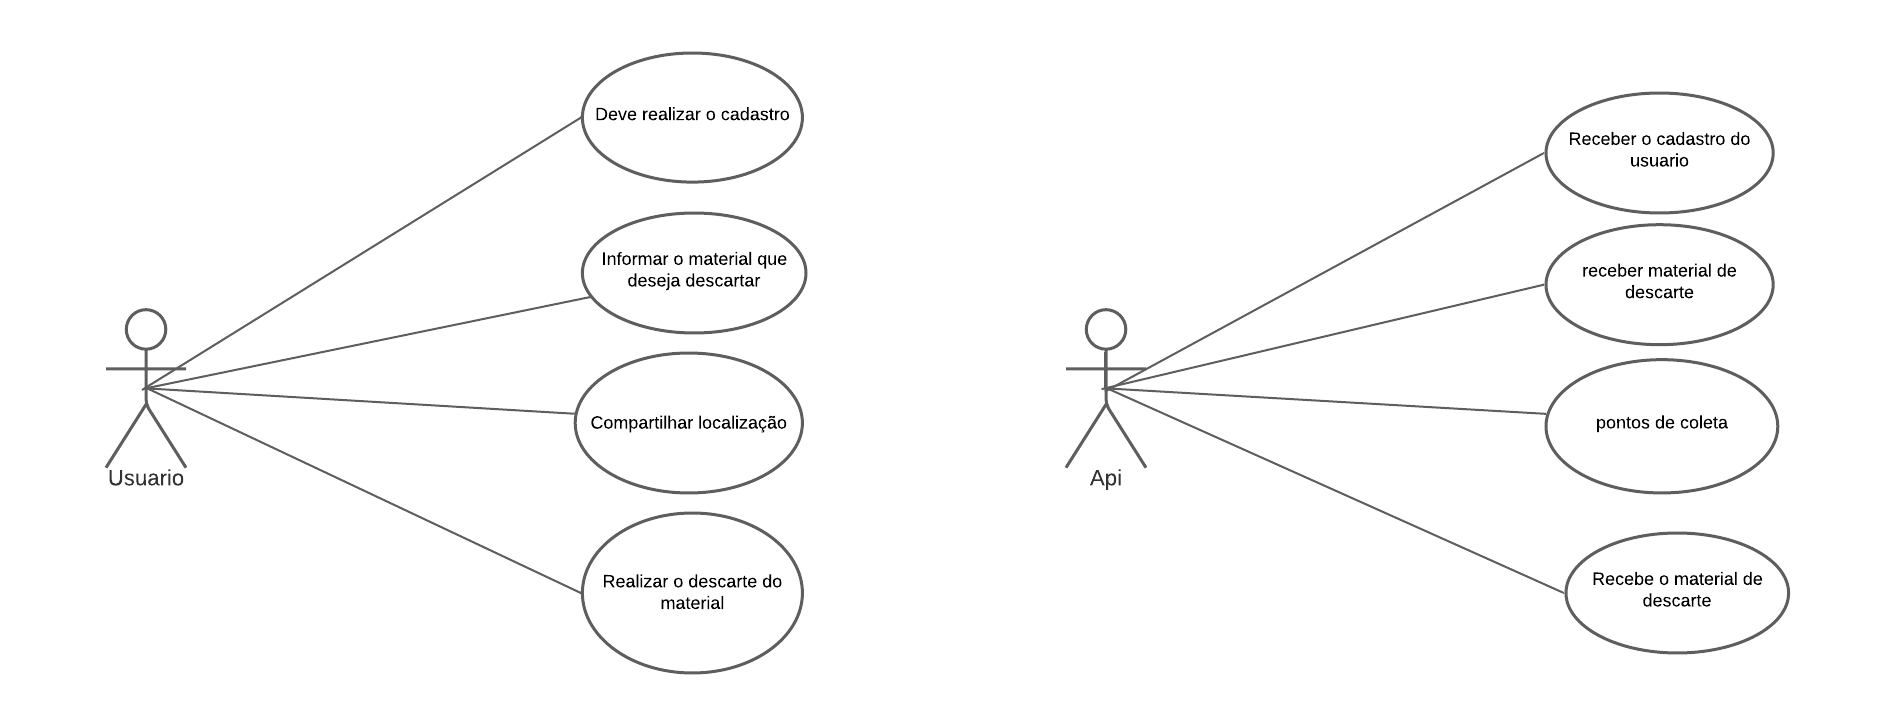 Deve realizar o cadastro
Informar o material que
deseja descartar
Compartilhar localização
Realizar o descarte do
material
Usuario
Receber o cadastro do
usuario
receber material de
descarte
pontos de coleta
Recebe o material de
descarte
Api